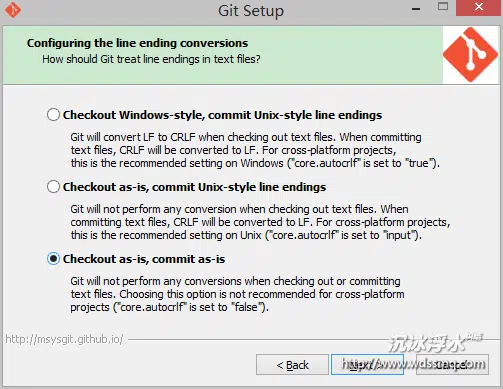 Git Setup
Configuring the line ending conversions
How should Git treat line endings in text files?
Checkout Windows-style, commit Unix-style line endings
Git will convert LF to CRLF when checking out text files. When committing
text files, CRLF will be converted to LF. For cross-platform projects,
this is the recommended setting on Windows ("core.autocrlf" is set to "true").
Checkout as-is, commit Unix-style line endings
Git will not perform any conversion when checking out text files. When
committing text files, CRLF will be converted to LF. For cross-platform projects,
this is the recommended setting on Unix ("core.autocrlf" is set to "input").
Checkout as-is, commit as-is
Git will not perform any conversions when checking out or committing
text files. Choosing this option is not recommended for cross-platform
projects ("core.autocrlf" is set to "false").
http://msysgit.github.io/
沉冰浮水
< Back Next > Cancel